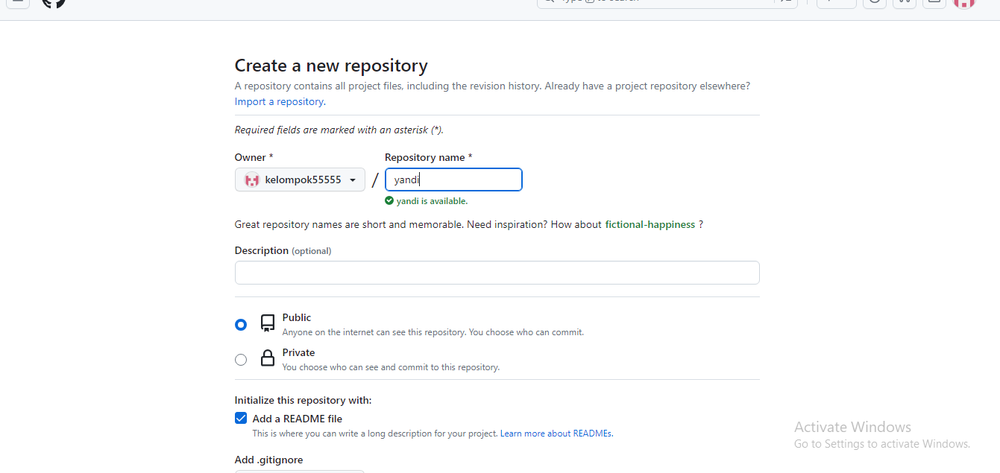 Create a new repository
A repository contains all project files, including the revision history. Already have a project repository elsewhere?
Import a repository.
Required fields are marked with an asterisk (*).
Owner *
Repository name *
kelompok55555
/
yandi
yandi is available.
Great repository names are short and memorable. Need inspiration? How about fictional-happiness ?
Description (optional)
Public
Anyone on the internet can see this repository. You choose who can commit.
Private
You choose who can see and commit to this repository.
Initialize this repository with:
Add a README file
This is where you can write a long description for your project. Learn more about READMEs.
Add .gitignore
Activate Windows
Go to Settings to activate Windows.